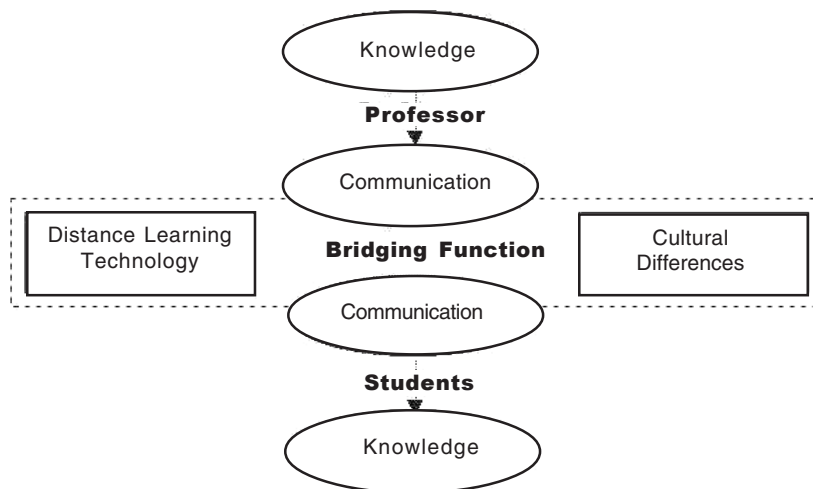 Knowledge
Professor
Communication
Distance Learning
Technology
Bridging Function
Cultural
Differences
Communication
Students
Knowledge